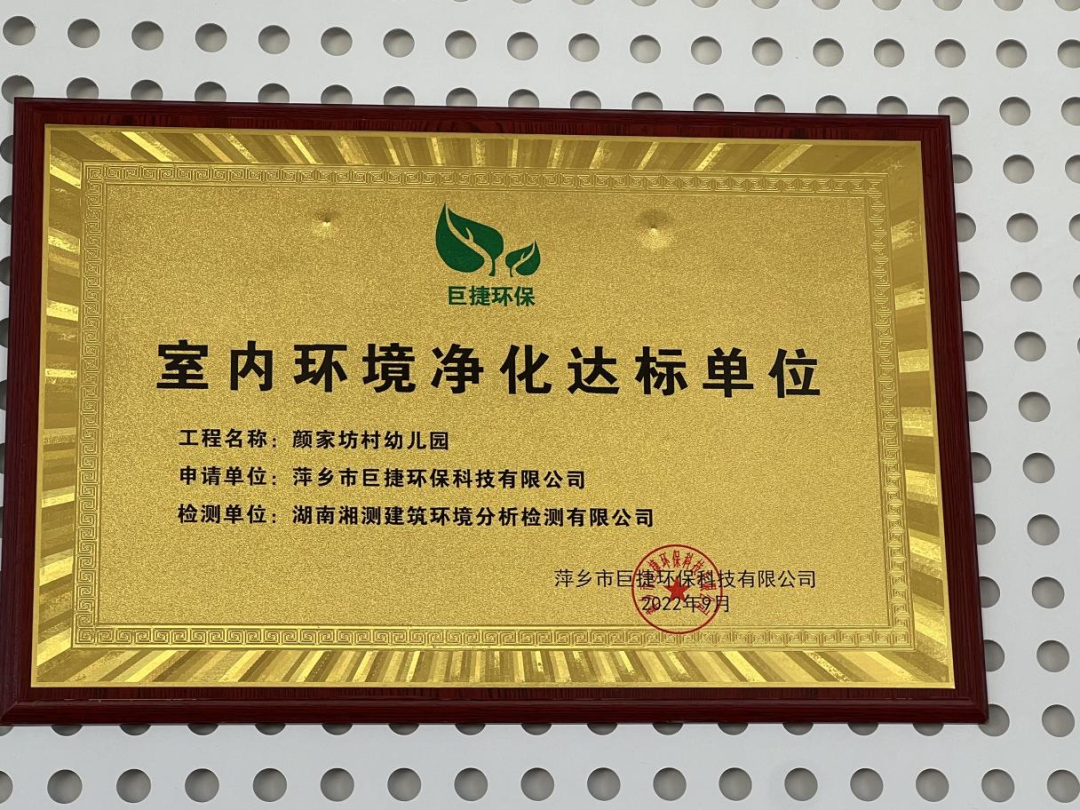 巨捷环保
室内环境净化达标单位
工程名称：颜家坊村幼儿园
申请单位：萍乡市巨捷环保科技有限公司
检测单位：湖南湘测建筑环境分析检测有限公司
萍乡市巨捷环保科技有限公司
2022年9月